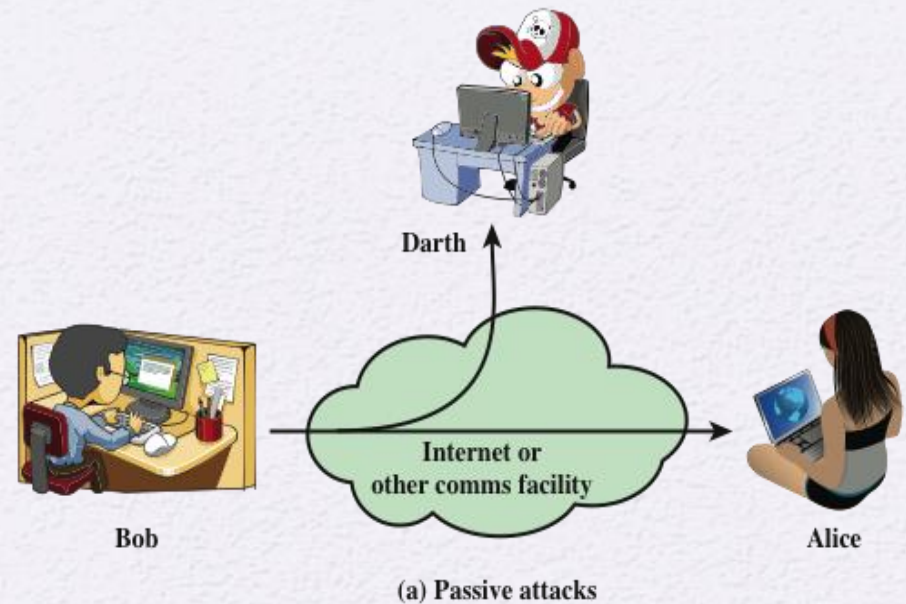 Darth
Internet or
other comms facility
Bob
Alice
(a) Passive attacks